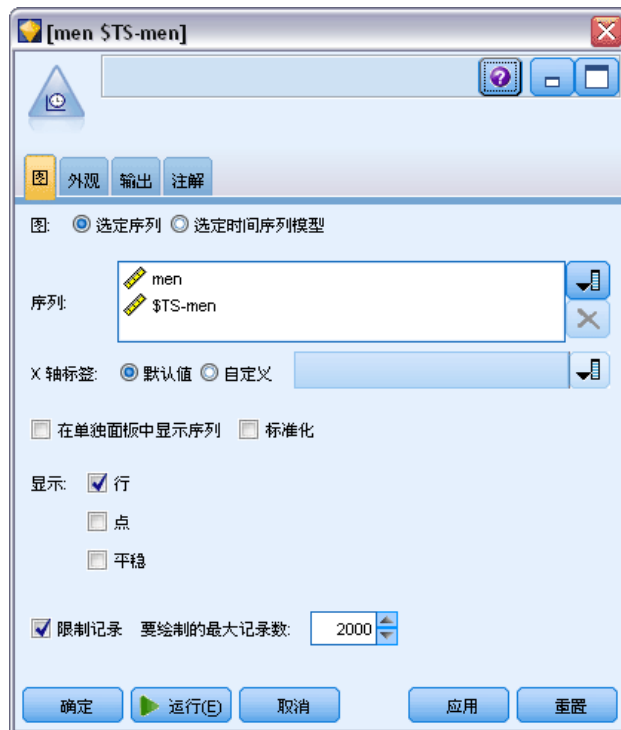 [men $TS-men]
图 外观 输出 注解
图: 选定序列 选定时间序列模型
序列: men
$TS-men
X 轴标签: 默认值 自定义
在单独面板中显示序列 标准化
显示: 行
点
平稳
限制记录 要绘制的最大记录数: 2000
确定 运行(E) 取消 应用 重置